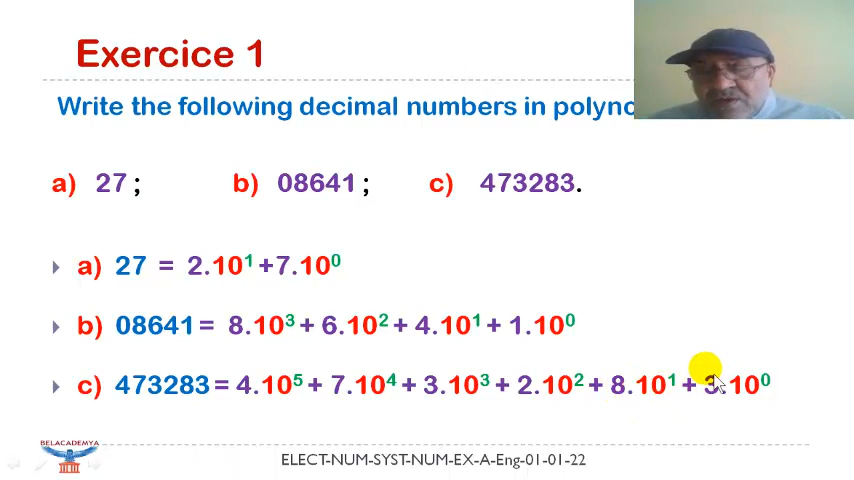 Exercice 1
Write the following decimal numbers in
a) 27 ; b) 08641 ; c) 473283.
a) 27 = 2.10¹ +7.10⁰
b) 08641 = 8.10³ + 6.10² + 4.10¹ + 1.10⁰
c) 473283 = 4.10⁵ + 7.10⁴ + 3.10³ + 2.10² + 8.10¹ + 3.10⁰
BELACADEMYA
ELECT-NUM-SYST-NUM-EX-A-Eng-01-01-22